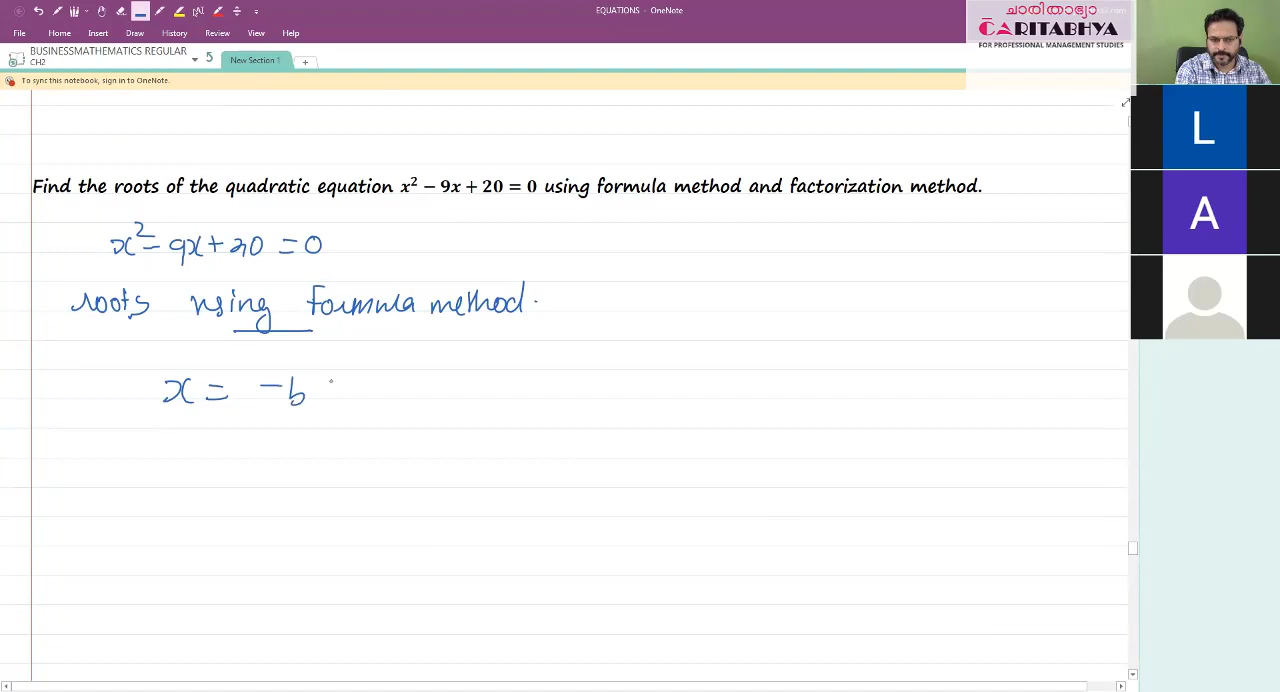 EQUATIONS - OneNote
File Home Insert Draw History Review View Help
BUSINESSMATHEMATICS REGULAR
CH2
New Section 1
To sync this notebook, sign in to OneNote.
ചാരിതാഭ്യാ
CARITABHYA
FOR PROFESSIONAL MANAGEMENT STUDIES
L
A
Find the roots of the quadratic equation x² − 9x + 20 = 0 using formula method and factorization method.
x² − 9x + 20 = 0
roots using formula method.
x = −b